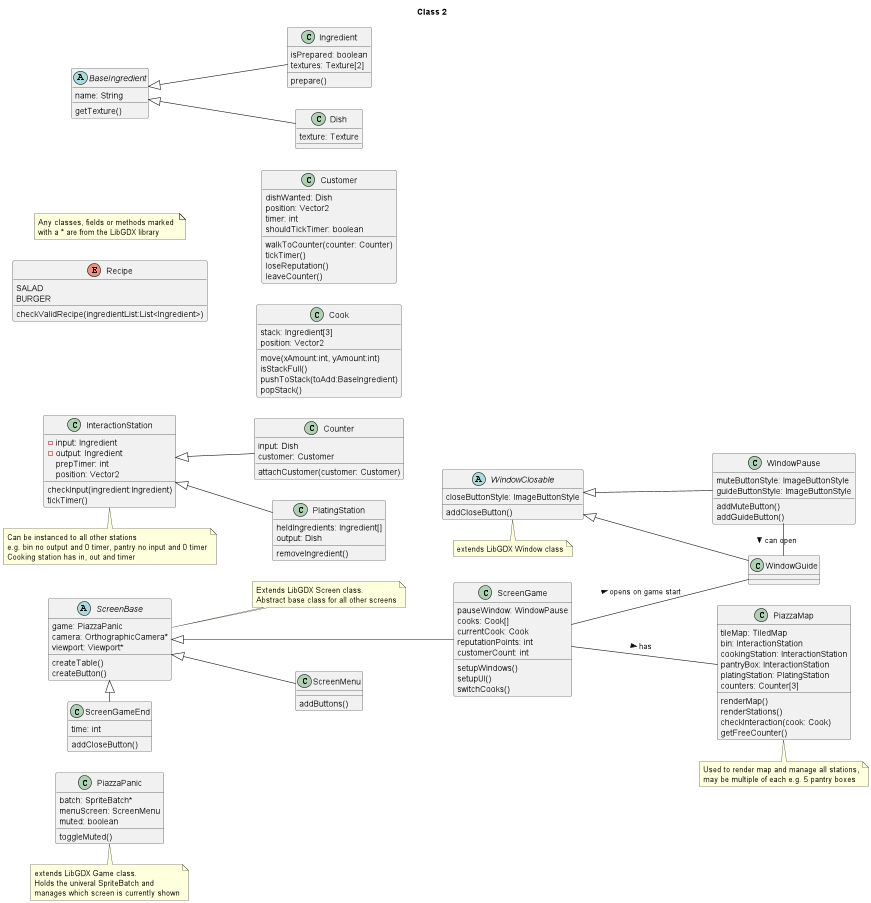 Class 2
A BaseIngredient
name: String
getTexture()
C Ingredient
isPrepared: boolean
textures: Texture[2]
prepare()
C Dish
texture: Texture
C Customer
dishWanted: Dish
position: Vector2
timer: int
shouldTickTimer: boolean
walkToCounter(counter: Counter)
tickTimer()
loseReputation()
leaveCounter()
Any classes, fields or methods marked
with a * are from the LibGDX library
E Recipe
SALAD
BURGER
checkValidRecipe(ingredientList:List<Ingredient>)
C Cook
stack: Ingredient[3]
position: Vector2
move(xAmount:int, yAmount:int)
isStackFull()
pushToStack(toAdd:BaseIngredient)
popStack()
C InteractionStation
input: Ingredient
output: Ingredient
prepTimer: int
position: Vector2
checkInput(ingredient:Ingredient)
tickTimer()
C Counter
input: Dish
customer: Customer
attachCustomer(customer: Customer)
C PlatingStation
heldIngredients: Ingredient[]
output: Dish
removeIngredient()
Can be instanced to all other stations
e.g. bin no output and 0 timer, pantry no input and 0 timer
Cooking station has in, out and timer
A WindowClosable
closeButtonStyle: ImageButtonStyle
addCloseButton()
extends LibGDX Window class
C WindowPause
muteButtonStyle: ImageButtonStyle
guideButtonStyle: ImageButtonStyle
addMuteButton()
addGuideButton()
can open
C WindowGuide
Extends LibGDX Screen class.
Abstract base class for all other screens
A ScreenBase
game: PiazzaPanic
camera: OrthographicCamera*
viewport: Viewport*
createTable()
createButton()
C ScreenGame
pauseWindow: WindowPause
cooks: Cook[]
currentCook: Cook
reputationPoints: int
customerCount: int
setupWindows()
setupUI()
switchCooks()
opens on game start
has
C PiazzaMap
tileMap: TiledMap
bin: InteractionStation
cookingStation: InteractionStation
pantryBox: InteractionStation
platingStation: PlatingStation
counters: Counter[3]
renderMap()
renderStations()
checkInteraction(cook: Cook)
getFreeCounter()
Used to render map and manage all stations,
may be multiple of each e.g. 5 pantry boxes
C ScreenMenu
addButtons()
C ScreenGameEnd
time: int
addCloseButton()
C PiazzaPanic
batch: SpriteBatch*
menuScreen: ScreenMenu
muted: boolean
toggleMuted()
extends LibGDX Game class.
Holds the univeral SpriteBatch and
manages which screen is currently shown